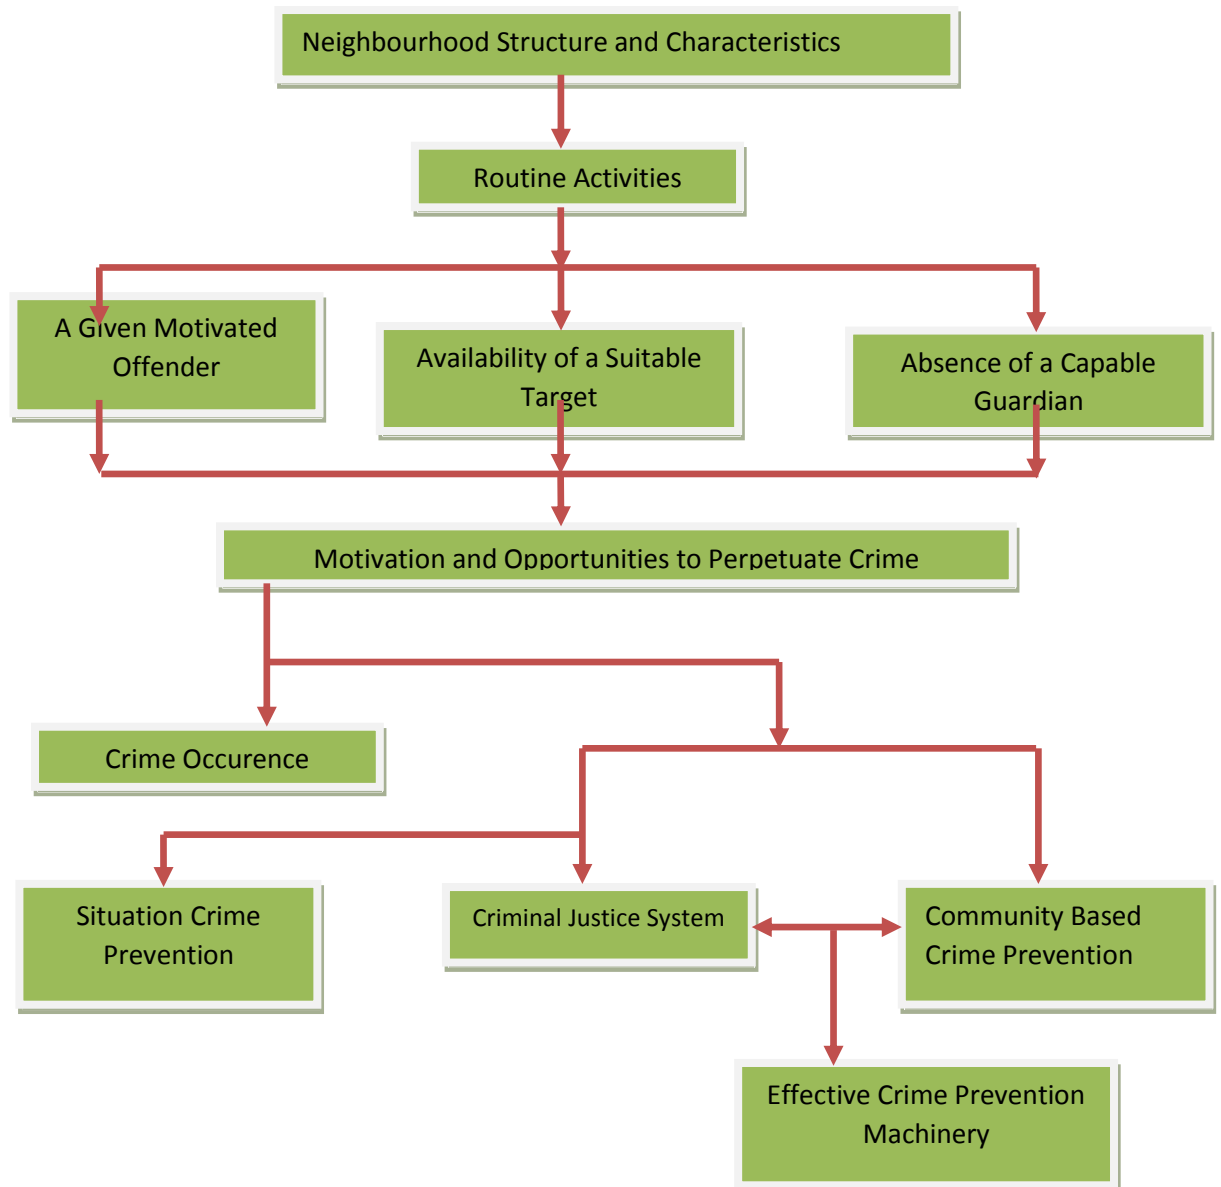 Neighbourhood Structure and Characteristics
Routine Activities
A Given Motivated
Offender
Availability of a Suitable
Target
Absence of a Capable
Guardian
Motivation and Opportunities to Perpetuate Crime
Crime Occurence
Situation Crime
Prevention
Criminal Justice System
Community Based
Crime Prevention
Effective Crime Prevention
Machinery